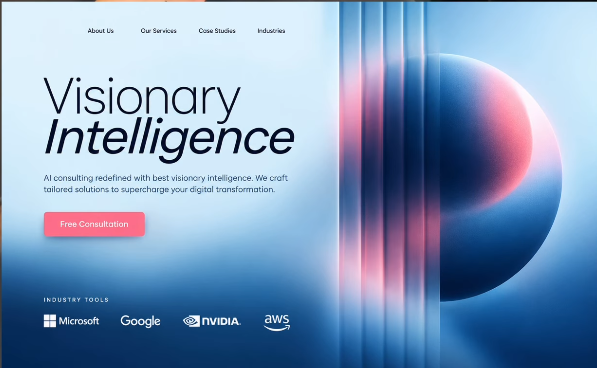 About Us Our Services Case Studies Industries
Visionary
Intelligence
AI consulting redefined with best visionary intelligence. We craft
tailored solutions to supercharge your digital transformation.
Free Consultation
INDUSTRY TOOLS
Microsoft Google NVIDIA. aws